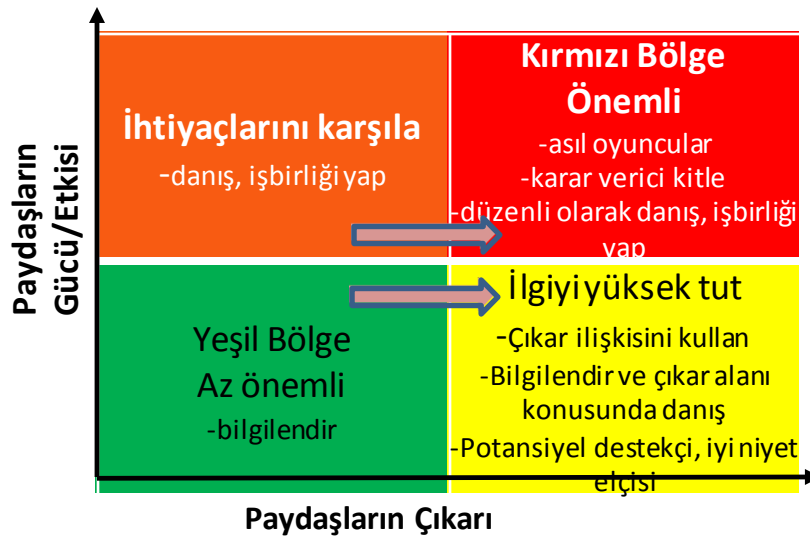 Paydaşların
Gücü/Etkisi
İhtiyaçlarını karşıla
-danış, işbirliği yap
Kırmızı Bölge
Önemli
-asıl oyuncular
-karar verici kitle
-düzenli olarak danış, işbirliği
yap
Yeşil Bölge
Az önemli
-bilgilendir
İlgiyi yüksek tut
-Çıkar ilişkisini kullan
-Bilgilendir ve çıkar alanı
konusunda danış
-Potansiyel destekçi, iyi niyet
elçisi
Paydaşların Çıkarı